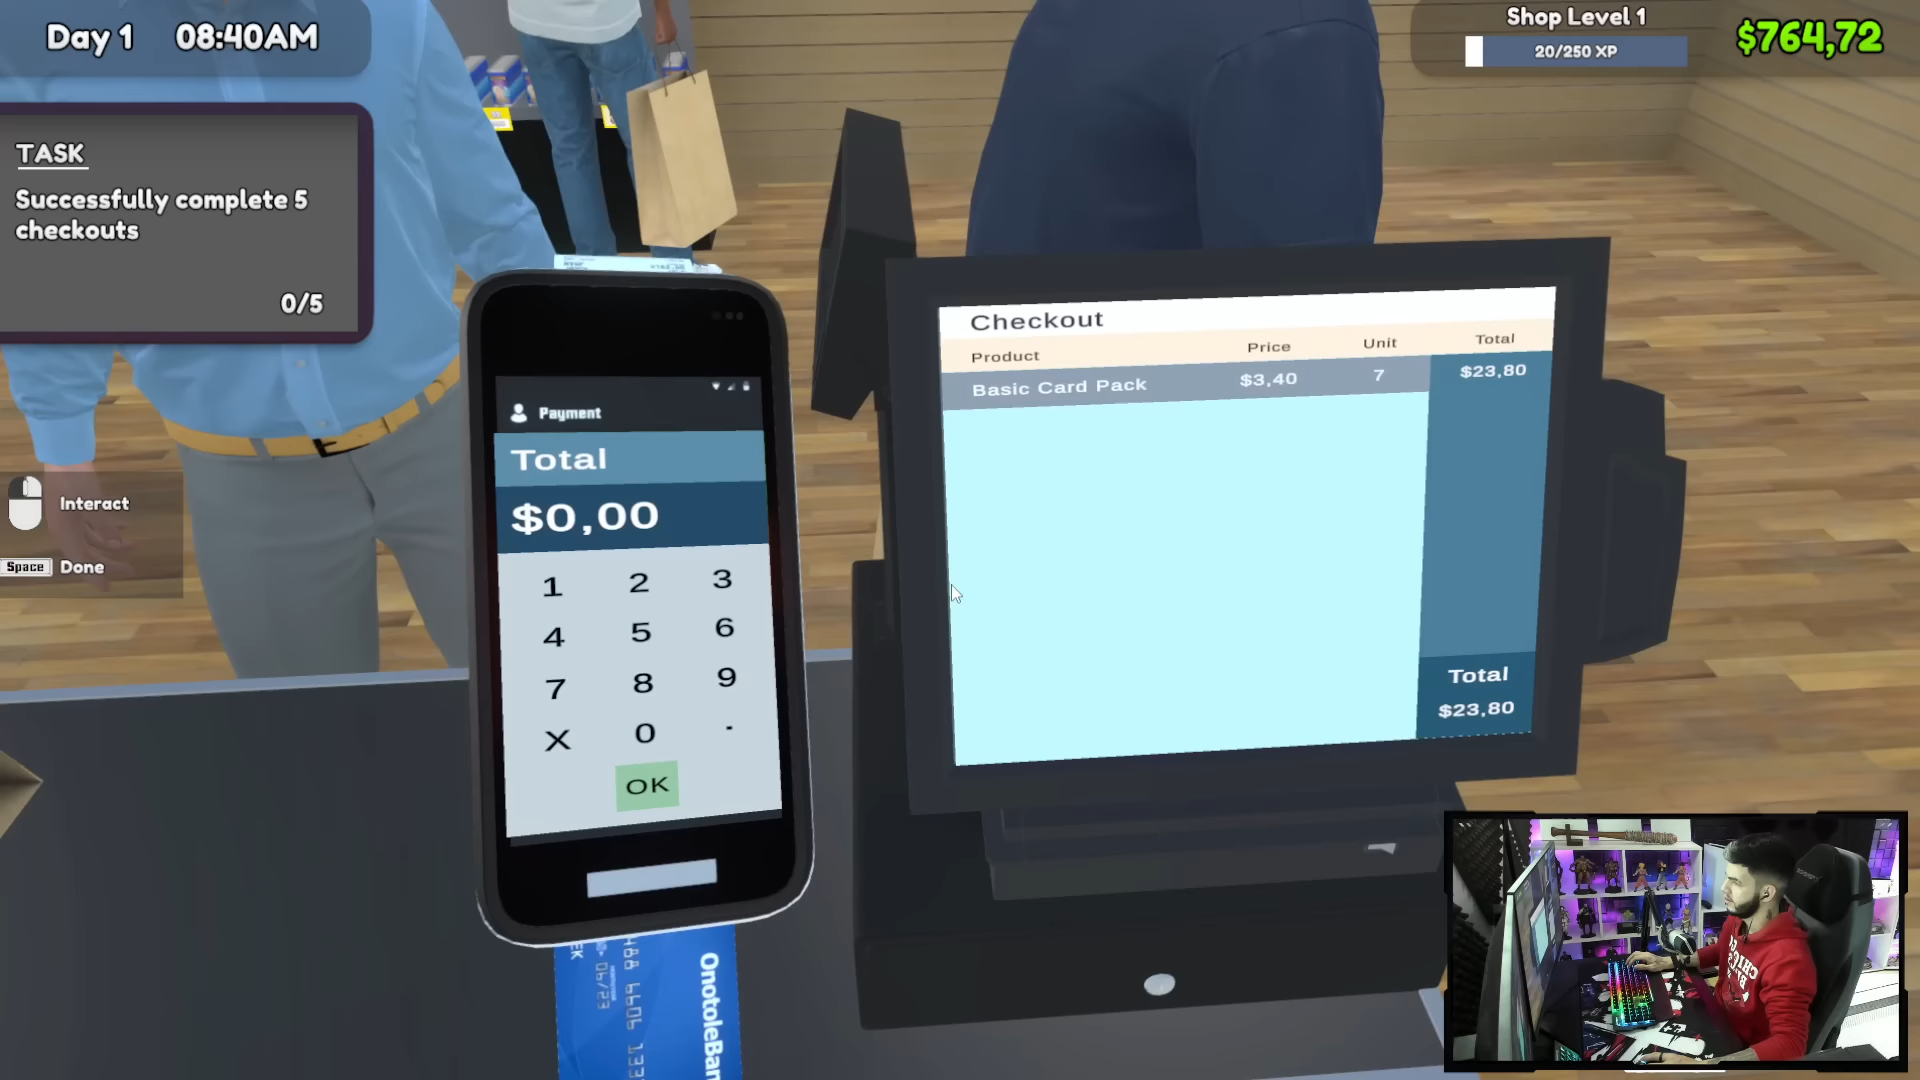 Day 1 08:40AM
Shop Level 1
20/250 XP
$764,72
TASK
Successfully complete 5
checkouts
0/5
Interact
Space Done
Payment
Total
$0,00
1 2 3
4 5 6
7 8 9
X 0 .
OK
Checkout
Product Price Unit Total
Basic Card Pack $3,40 7 $23,80
Total
$23,80
OnotoleBan